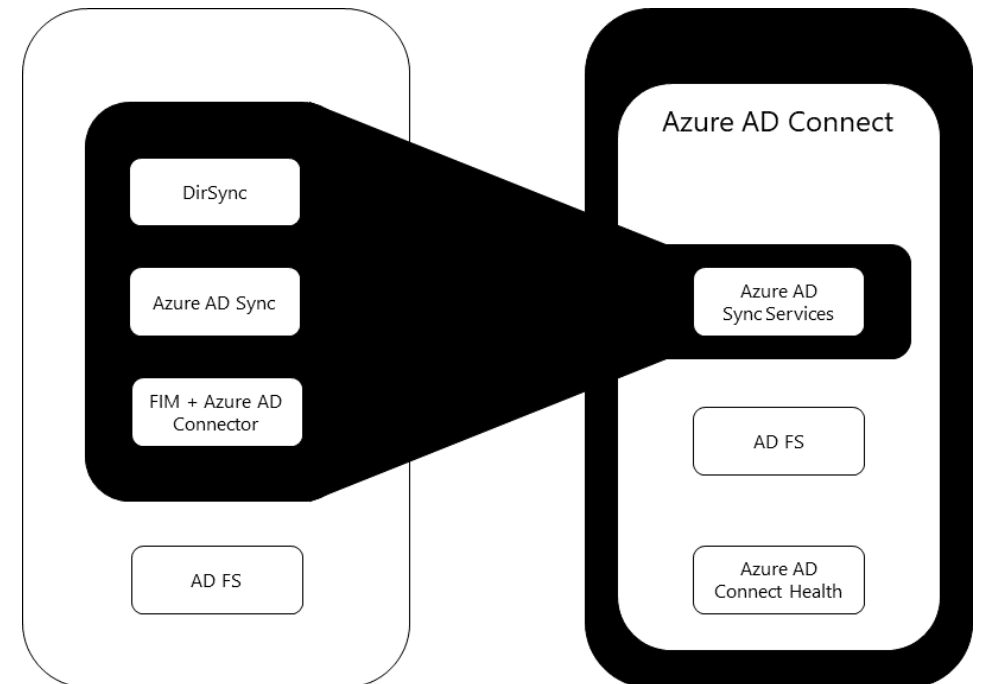 DirSync
Azure AD Sync
FIM + Azure AD
Connector
AD FS
Azure AD Connect
Azure AD
Sync Services
AD FS
Azure AD
Connect Health